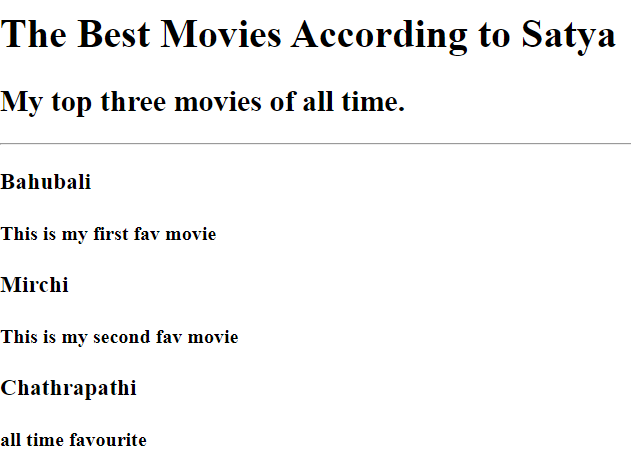 The Best Movies According to Satya
My top three movies of all time.
Bahubali
This is my first fav movie
Mirchi
This is my second fav movie
Chathrapathi
all time favourite